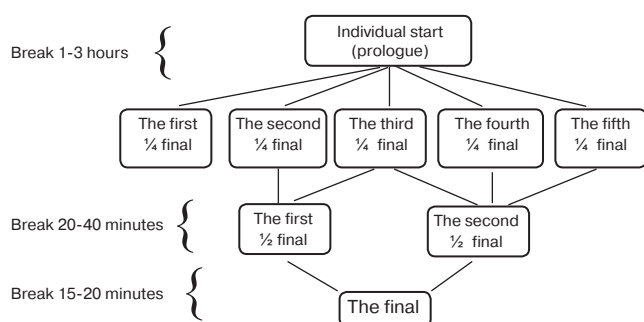 Individual start
(prologue)
Break 1-3 hours
The first
¼ final
The second
¼ final
The third
¼ final
The fourth
¼ final
The fifth
¼ final
Break 20-40 minutes
The first
½ final
The second
½ final
Break 15-20 minutes
The final